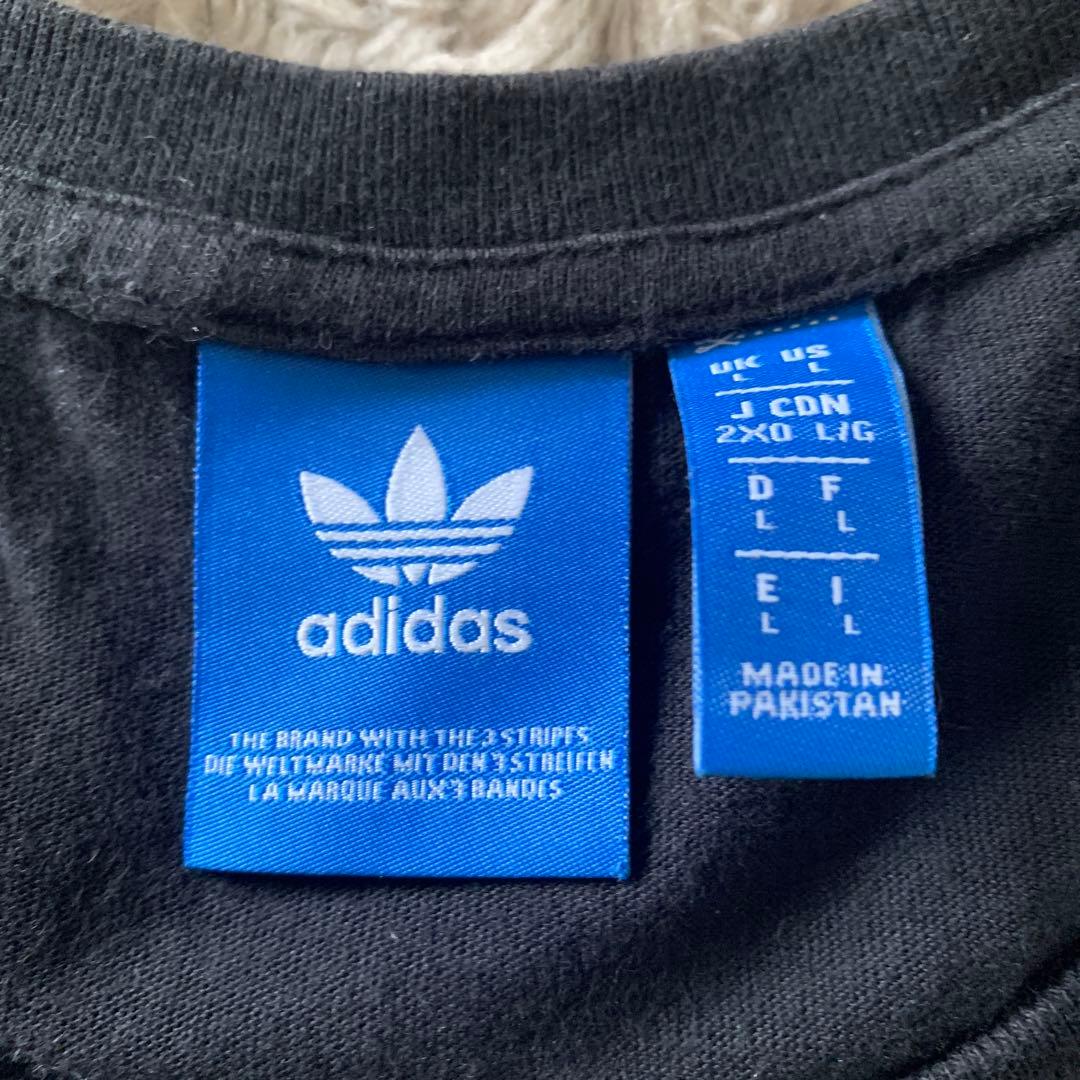 adidas
THE BRAND WITH THE 3 STRIPES
DIE WELTMARKE MIT DEN 3 STREIFEN
LA MARQUE AUX 3 BANDES
UK US
L L
J CDN
2XO L/G
D F
L L
E I
L L
MADE IN
PAKISTAN